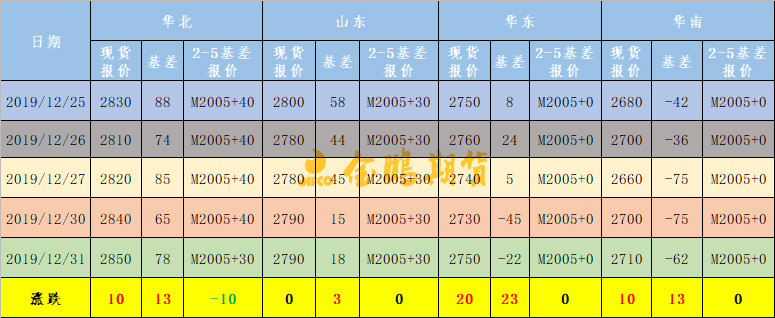 日期 华北 山东 华东 华南
现货报价 基差 2-5基差报价 现货报价 基差 2-5基差报价 现货报价 基差 2-5基差报价 现货报价 基差 2-5基差报价
2019/12/25 2830 88 M2005+40 2800 58 M2005+30 2750 8 M2005+0 2680 -42 M2005+0
2019/12/26 2810 74 M2005+40 2780 44 M2005+30 2760 24 M2005+0 2700 -36 M2005+0
金鹏期货
2019/12/27 2820 85 M2005+40 2780 45 M2005+30 2740 5 M2005+0 2660 -75 M2005+0
2019/12/30 2840 65 M2005+40 2790 15 M2005+30 2730 -45 M2005+0 2700 -75 M2005+0
2019/12/31 2850 78 M2005+30 2790 18 M2005+30 2750 -22 M2005+0 2710 -62 M2005+0
涨跌 10 13 -10 0 3 0 20 23 0 10 13 0